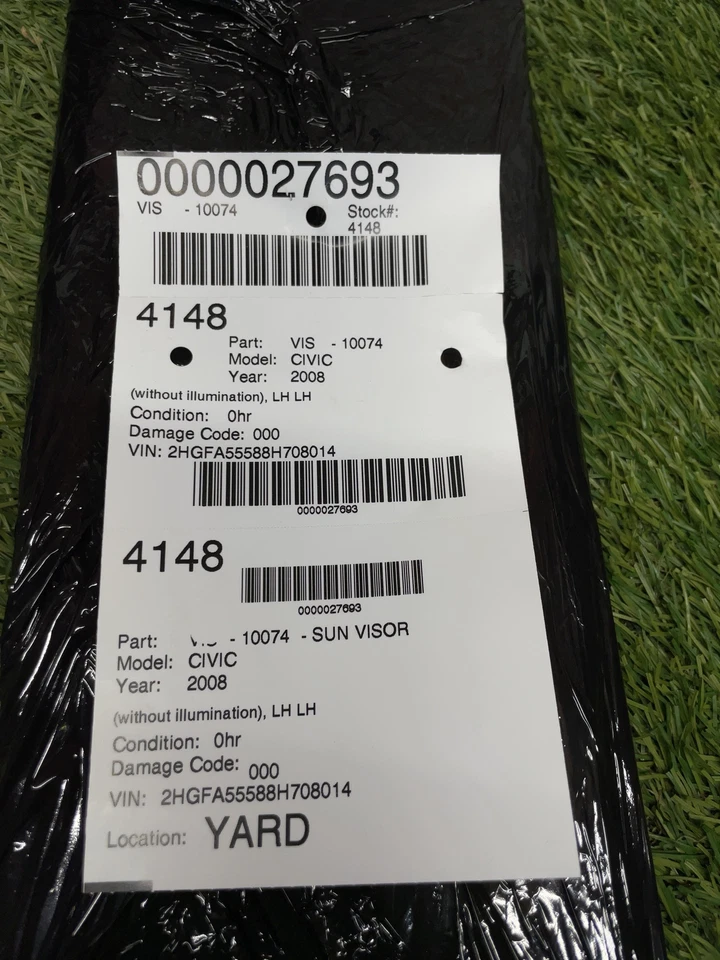 0000027693
VIS - 10074 Stock#:
4148
4148
Part: VIS - 10074
Model: CIVIC
Year: 2008
(without illumination), LH LH
Condition: 0hr
Damage Code: 000
VIN: 2HGFA55588H708014
0000027693
4148
0000027693
Part: - 10074 - SUN VISOR
Model: CIVIC
Year: 2008
(without illumination), LH LH
Condition: 0hr
Damage Code: 000
VIN: 2HGFA55588H708014
Location: YARD